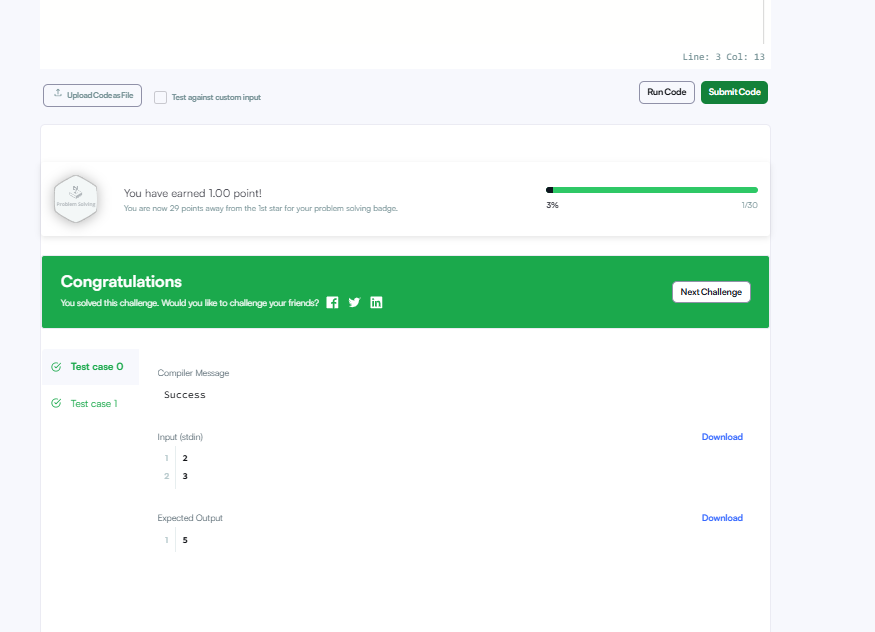 Line: 3 Col: 13
Upload Code as File
Test against custom input
Run Code
Submit Code
Problem Solving
You have earned 1.00 point!
You are now 29 points away from the 1st star for your problem solving badge.
3%
1/30
Congratulations
You solved this challenge. Would you like to challenge your friends?
Next Challenge
Test case 0
Test case 1
Compiler Message
Success
Input (stdin)
Download
1 2
2 3
Expected Output
Download
1 5